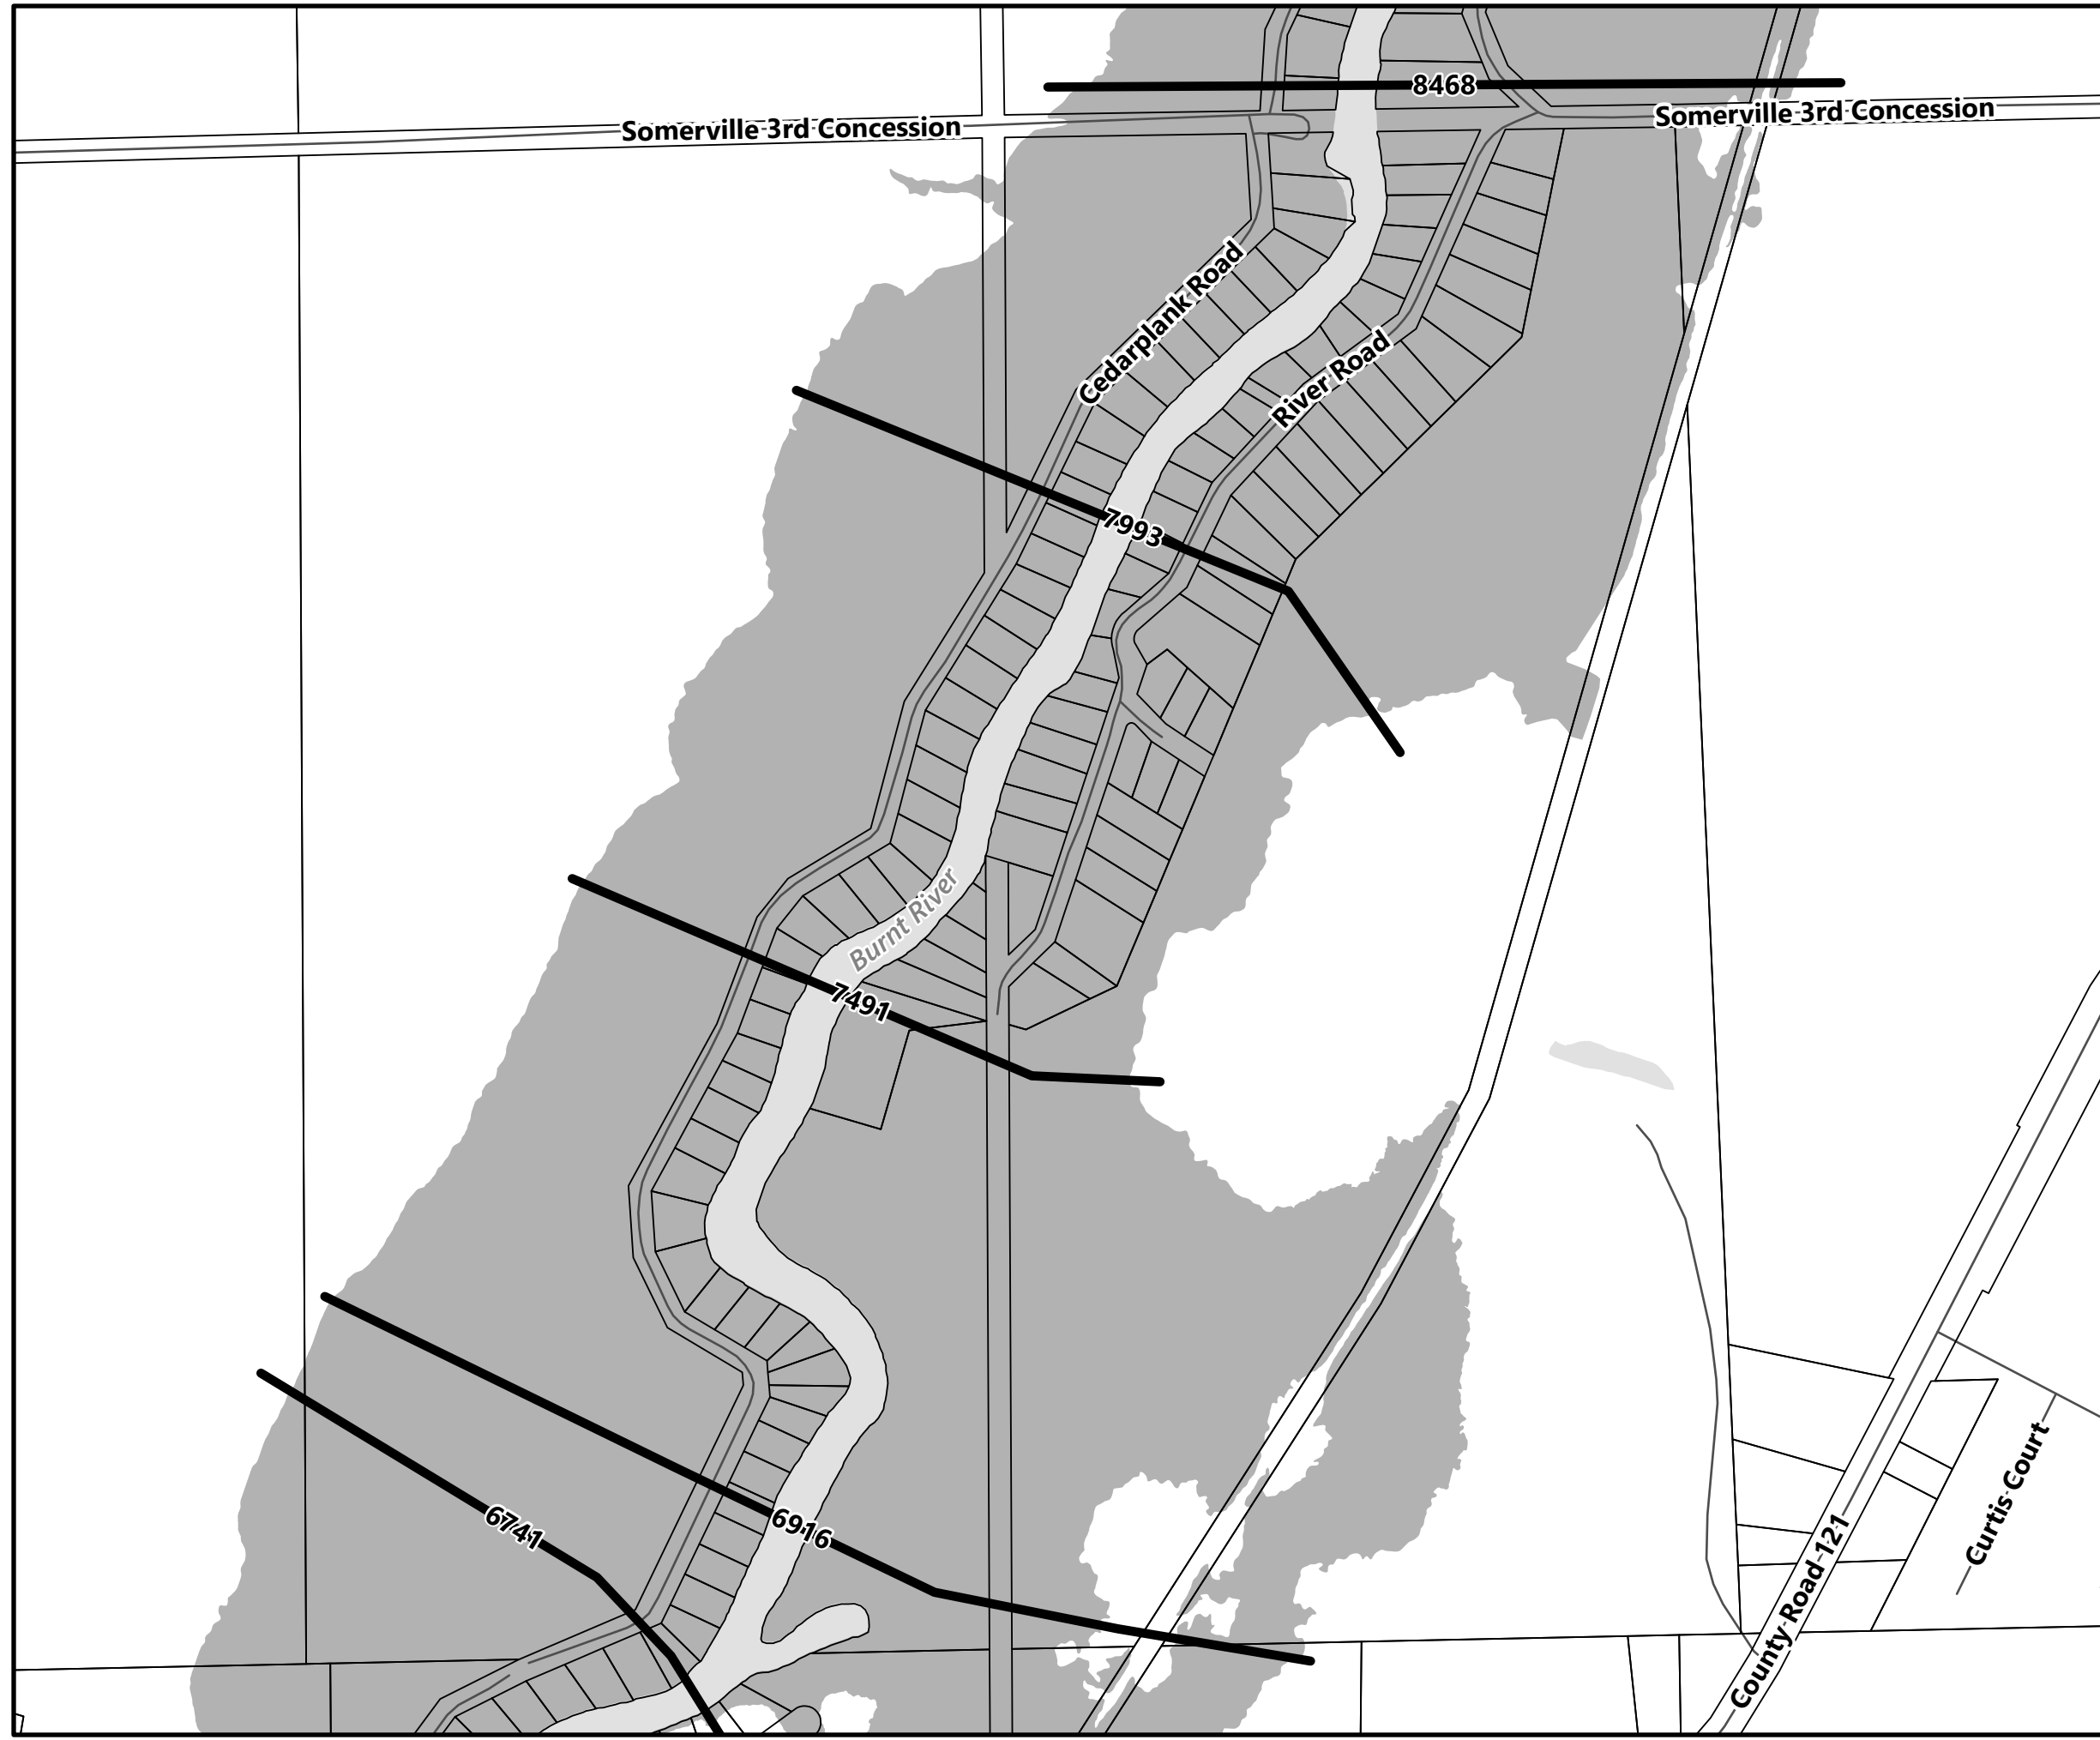 8468
Somerville 3rd Concession
Somerville 3rd Concession
Cedarplank Road
River Road
7993
Burnt River
7491
6916
6741
Curtis Court
County Road 121